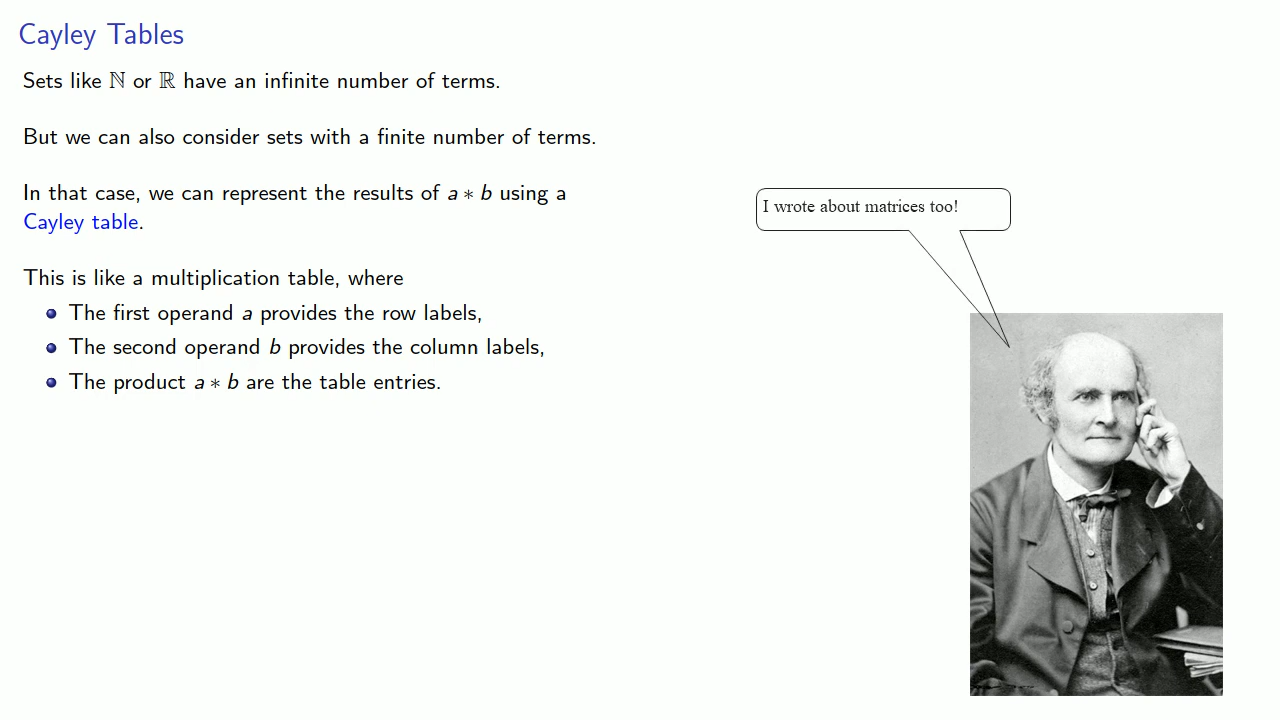 Cayley Tables
Sets like ℕ or ℝ have an infinite number of terms.
But we can also consider sets with a finite number of terms.
In that case, we can represent the results of a ∗ b using a
Cayley table.
This is like a multiplication table, where
The first operand a provides the row labels,
The second operand b provides the column labels,
The product a ∗ b are the table entries.
I wrote about matrices too!